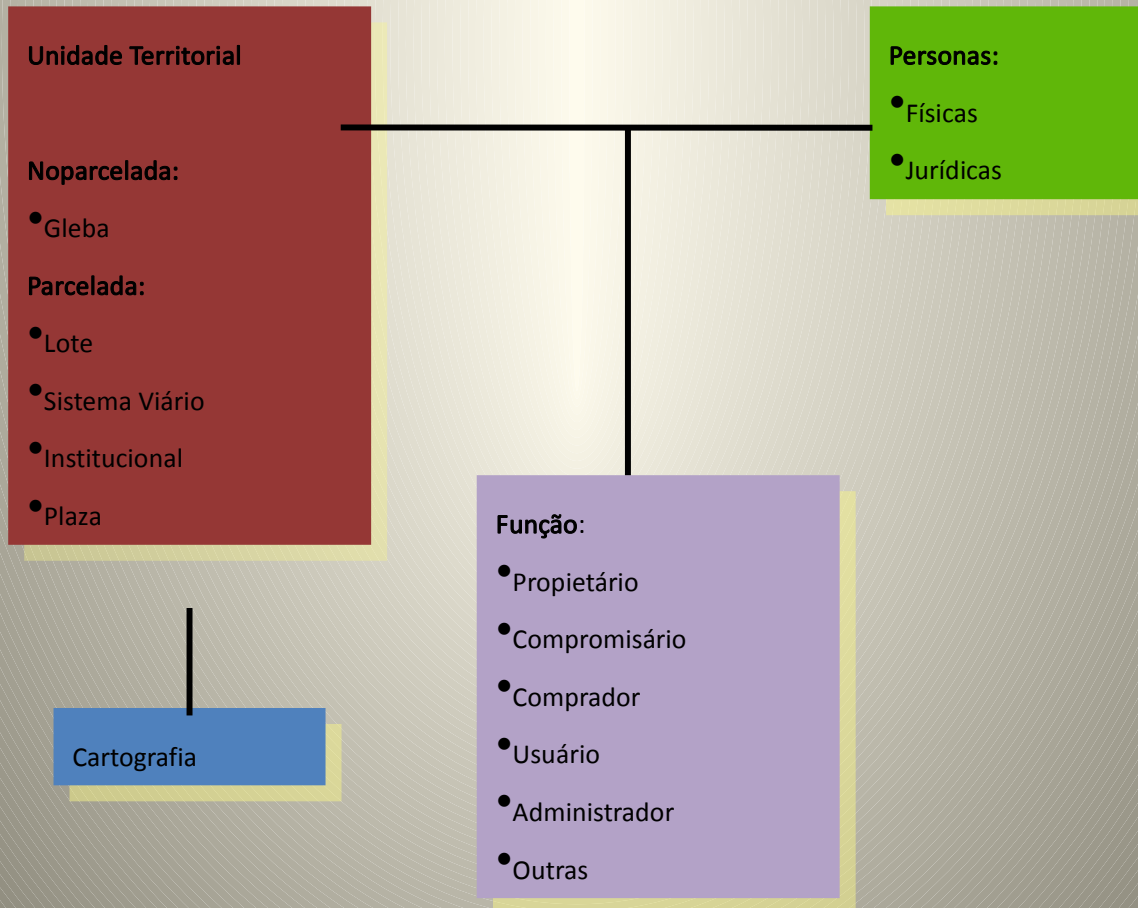 Unidade Territorial
Noparcelada:
•Gleba
Parcelada:
•Lote
•Sistema Viário
•Institucional
•Plaza
Personas:
•Físicas
•Jurídicas
Função:
•Propietário
•Compromisário
•Comprador
•Usuário
•Administrador
•Outras
Cartografia